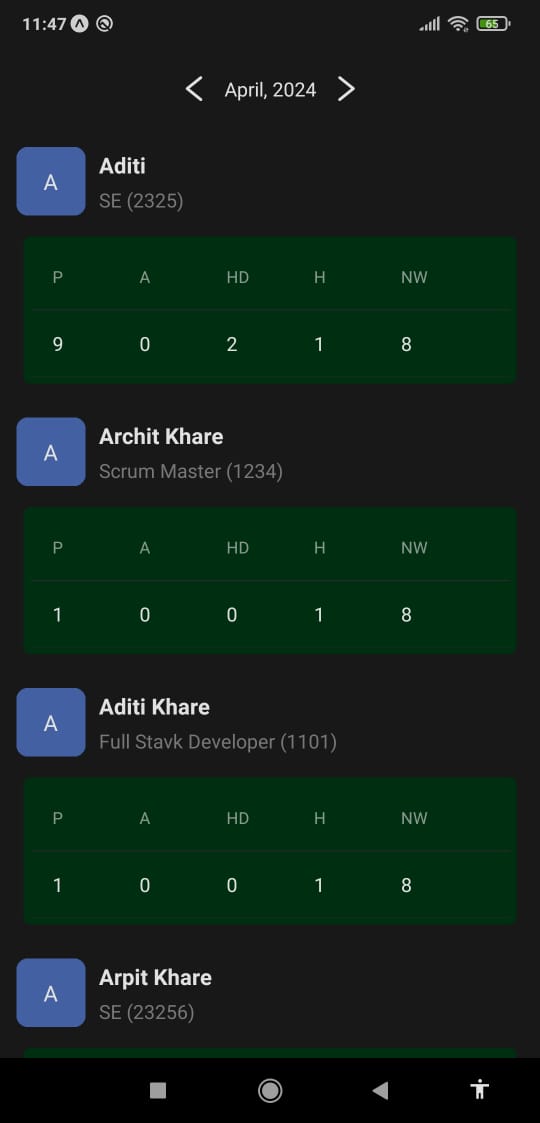 11:47 65
April, 2024
A Aditi
SE (2325)
P A HD H NW
9 0 2 1 8
A Archit Khare
Scrum Master (1234)
P A HD H NW
1 0 0 1 8
A Aditi Khare
Full Stavk Developer (1101)
P A HD H NW
1 0 0 1 8
A Arpit Khare
SE (23256)